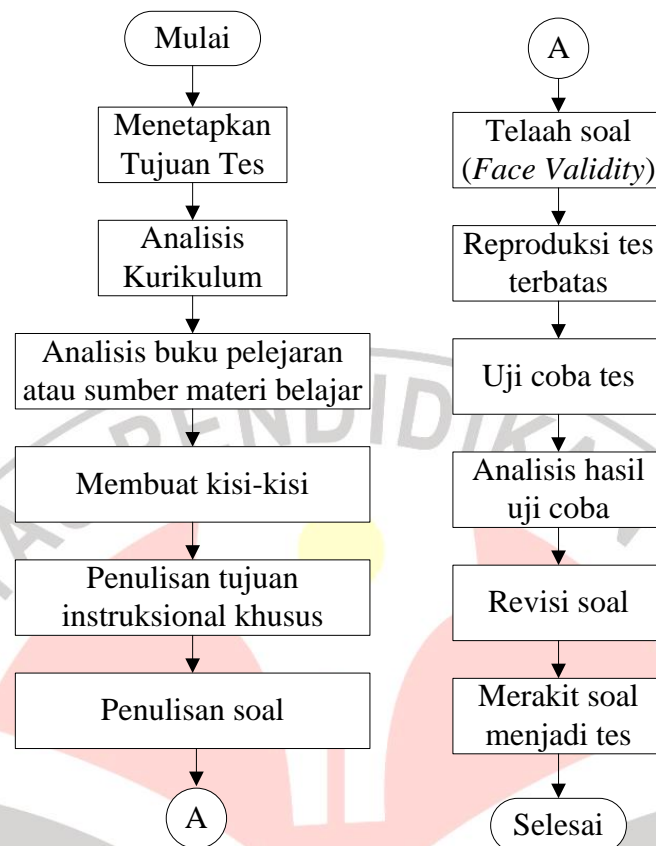 Mulai
Menetapkan
Tujuan Tes
Analisis
Kurikulum
Analisis buku pelejaran
atau sumber materi belajar
Membuat kisi-kisi
Penulisan tujuan
instruksional khusus
Penulisan soal
A
A
Telaah soal
(Face Validity)
Reproduksi tes
terbatas
Uji coba tes
Analisis hasil
uji coba
Revisi soal
Merakit soal
menjadi tes
Selesai